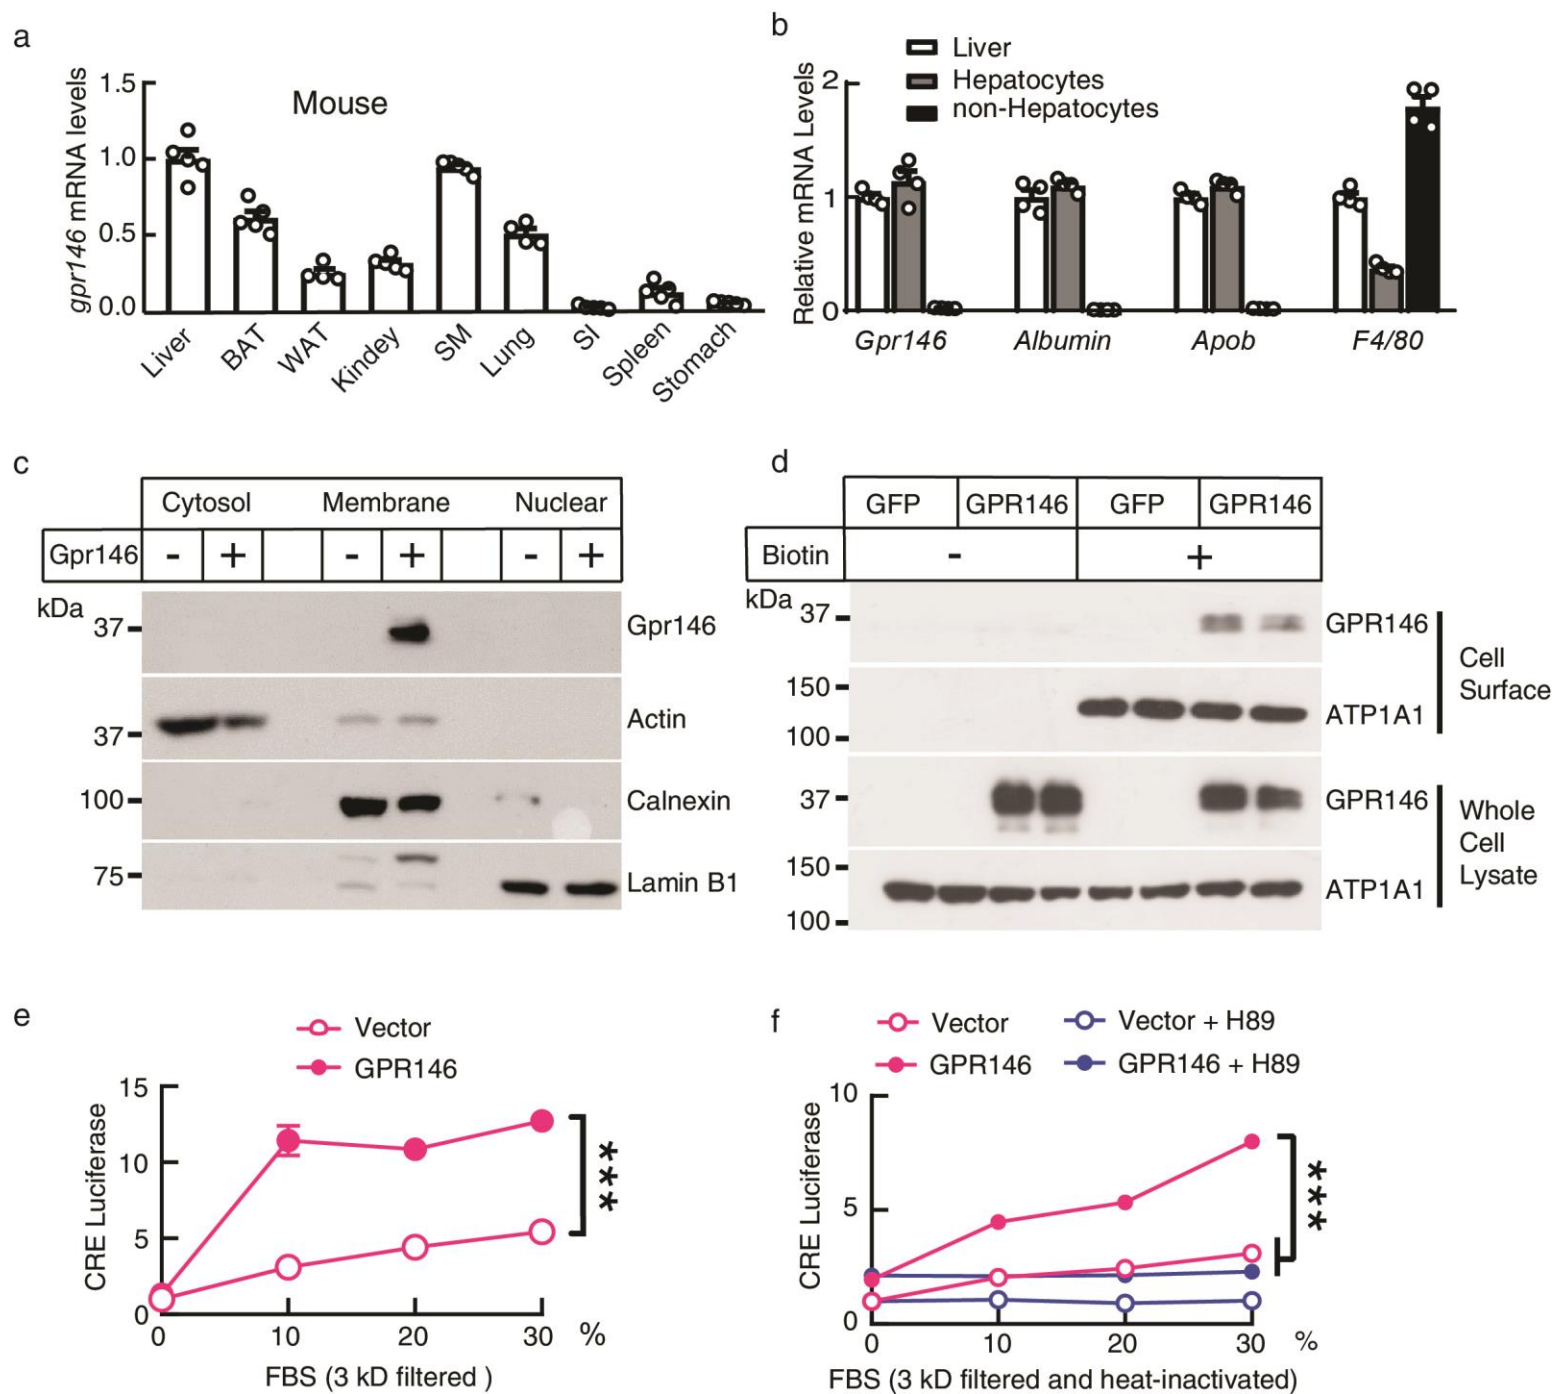 a
Mouse
gpr146 mRNA levels
1.5
1.0
0.5
0.0
Liver
BAT
WAT
Kindey
SM
Lung
SI
Spleen
Stomach
b
Liver
Hepatocytes
non-Hepatocytes
Relative mRNA Levels
2
1
0
Gpr146 Albumin Apob F4/80
c
Cytosol Membrane Nuclear
Gpr146 - + - + - +
kDa
37 Gpr146
Actin
37
100 Calnexin
75 Lamin B1
d
GFP GPR146 GFP GPR146
Biotin - +
kDa
37 GPR146
150
ATP1A1
100
Cell
Surface
37 GPR146
150
ATP1A1
100
Whole
Cell
Lysate
e
Vector
GPR146
CRE Luciferase
15
10
5
0
***
0 10 20 30 %
FBS (3 kD filtered )
f
Vector Vector + H89
GPR146 GPR146 + H89
CRE Luciferase
10
5
0
***
0 10 20 30 %
FBS (3 kD filtered and heat-inactivated)